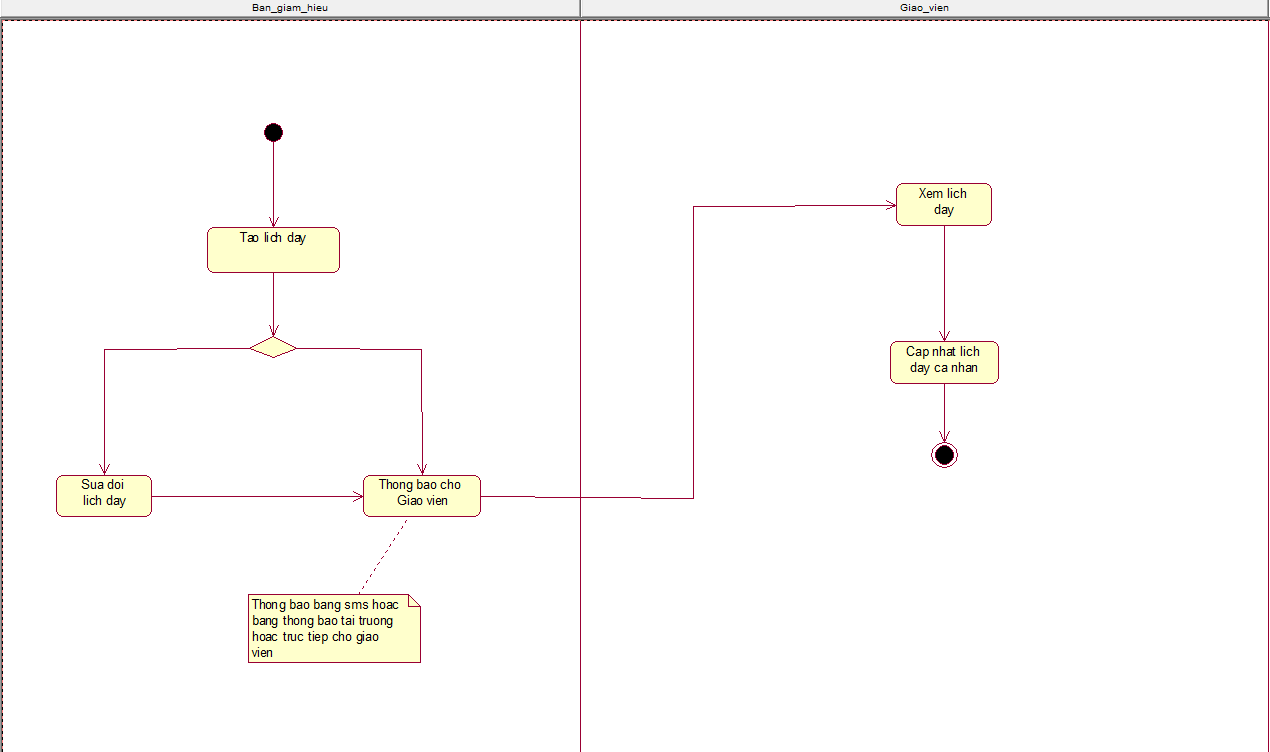 Ban_giam_hieu
Giao_vien
Tao lich day
Sua doi
lich day
Thong bao cho
Giao vien
Thong bao bang sms hoac
bang thong bao tai truong
hoac truc tiep cho giao
vien
Xem lich
day
Cap nhat lich
day ca nhan